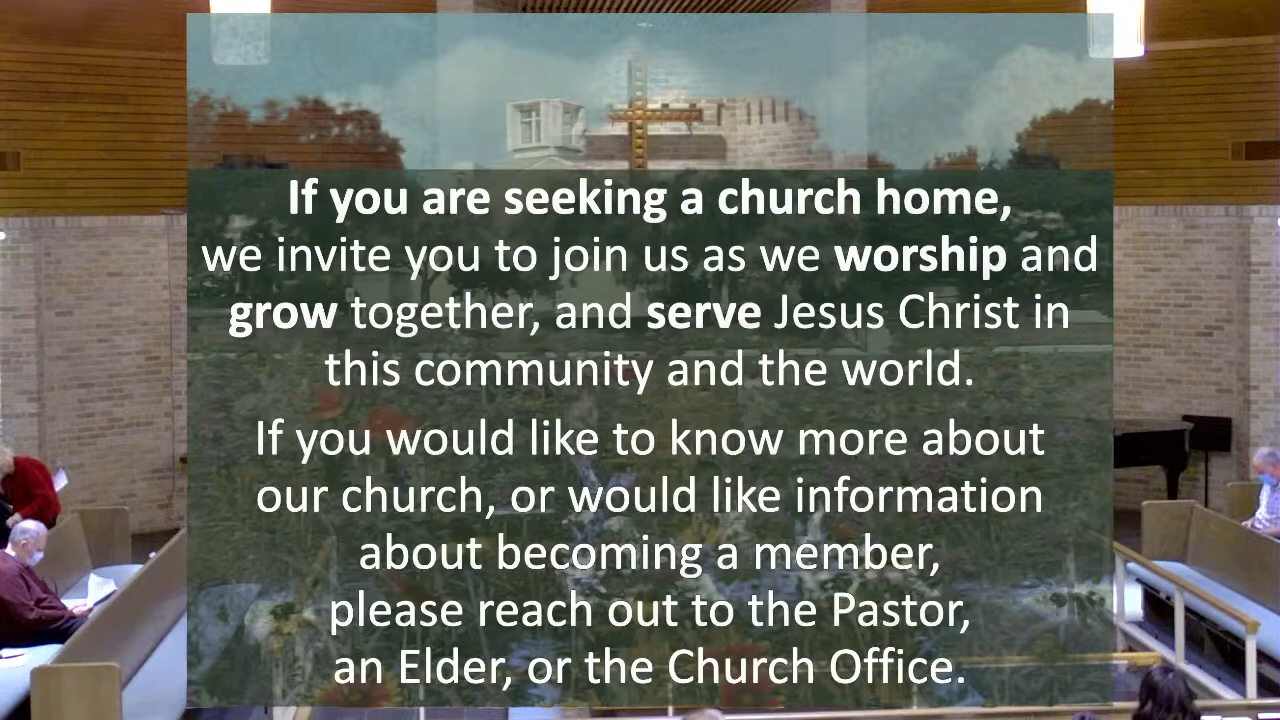 If you are seeking a church home,
we invite you to join us as we worship and
grow together, and serve Jesus Christ in
this community and the world.
If you would like to know more about
our church, or would like information
about becoming a member,
please reach out to the Pastor,
an Elder, or the Church Office.